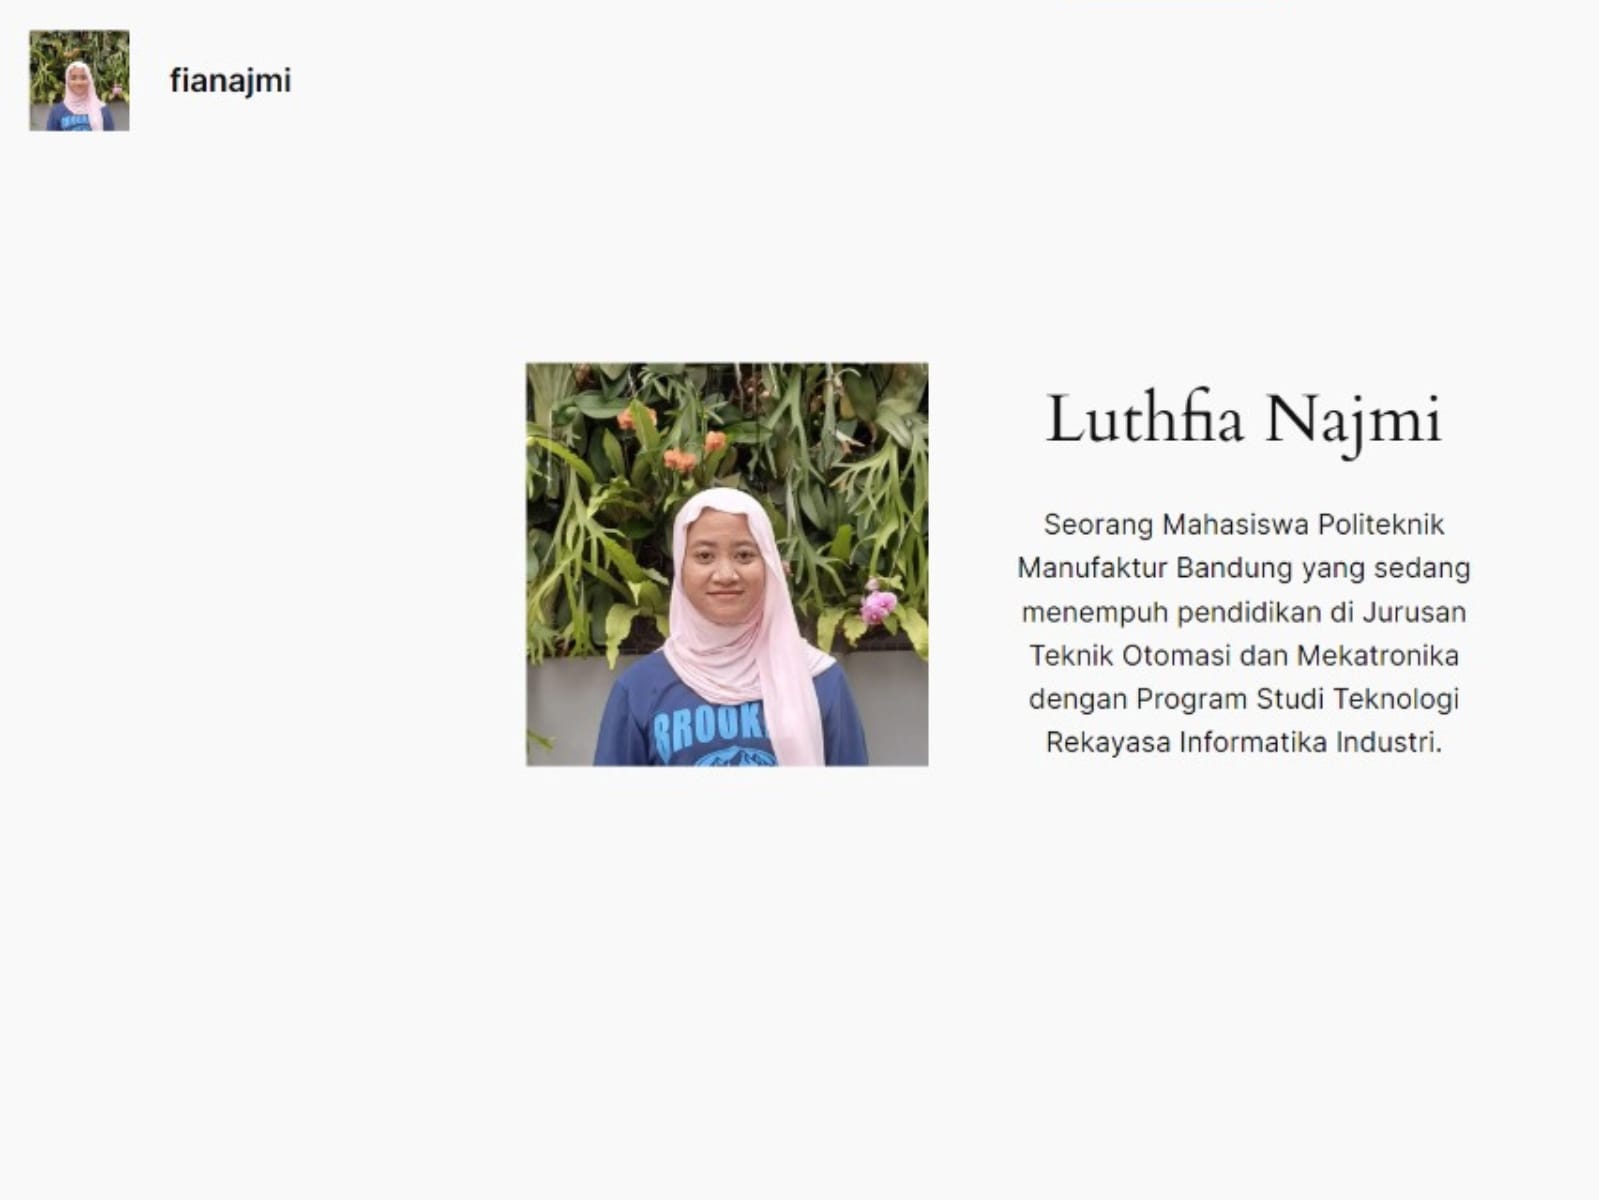 fianajmi
Luthfia Najmi
Seorang Mahasiswa Politeknik
Manufaktur Bandung yang sedang
menempuh pendidikan di Jurusan
Teknik Otomasi dan Mekatronika
dengan Program Studi Teknologi
Rekayasa Informatika Industri.